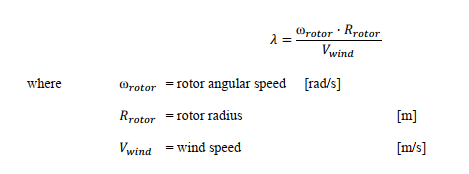 λ = ω_rotor · R_rotor / V_wind
where ω_rotor = rotor angular speed [rad/s]
R_rotor = rotor radius [m]
V_wind = wind speed [m/s]